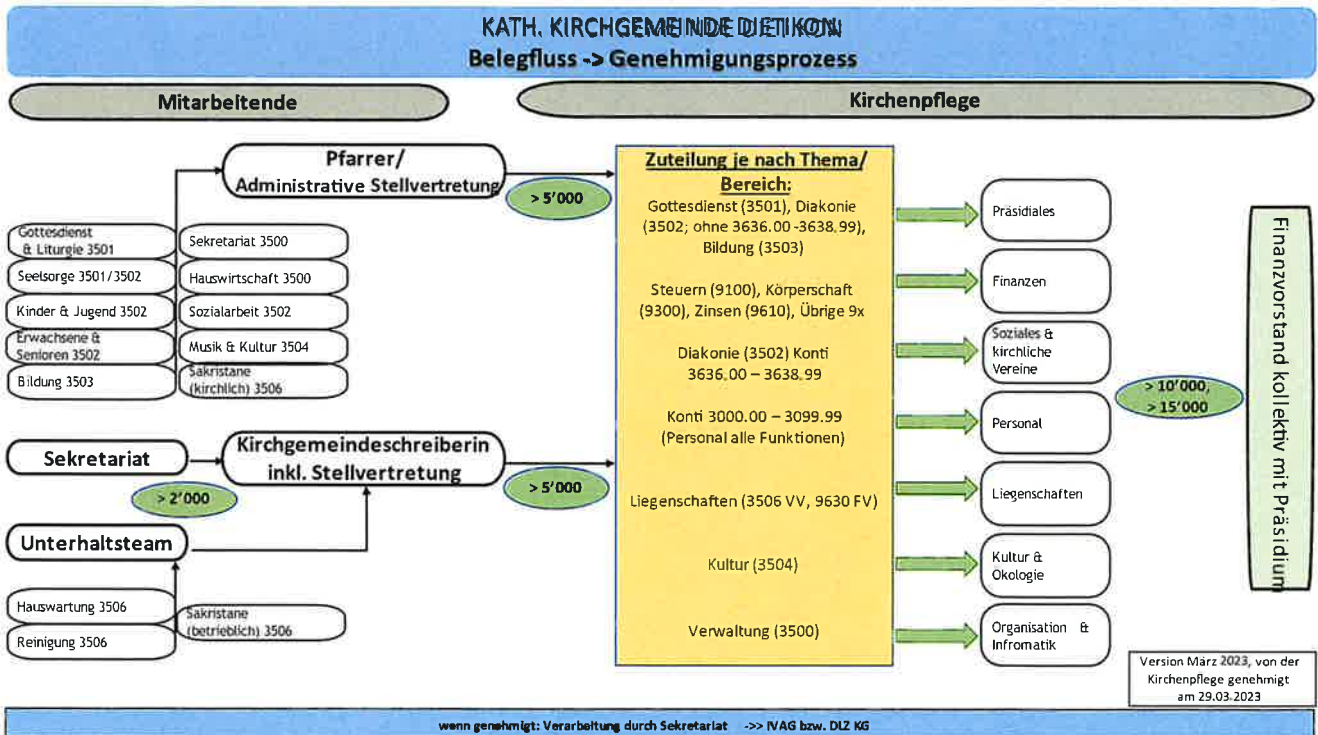 KATH. KIRCHGEMEINDE DIETIKON
Belegfluss -> Genehmigungsprozess
Mitarbeitende
Kirchenpflege
Pfarrer/
Administrative Stellvertretung
> 5'000
Gottesdienst
& Liturgie 3501
Seelsorge 3501/3502
Kinder & Jugend 3502
Erwachsene &
Senioren 3502
Bildung 3503
Sekretariat 3500
Hauswirtschaft 3500
Sozialarbeit 3502
Musik & Kultur 3504
Sakristane
(kirchlich) 3506
Sekretariat
> 2'000
Kirchgemeindeschreiberin
inkl. Stellvertretung
> 5'000
Unterhaltsteam
Hauswartung 3506
Reinigung 3506
Sakristane
(betrieblich) 3506
Zuteilung je nach Thema/
Bereich:
Gottesdienst (3501), Diakonie
(3502; ohne 3636.00 -3638.99),
Bildung (3503)
Steuern (9100), Körperschaft
(9300), Zinsen (9610), Übrige 9x
Diakonie (3502) Konti
3636.00 – 3638.99
Konti 3000.00 – 3099.99
(Personal alle Funktionen)
Liegenschaften (3506 VV, 9630 FV)
Kultur (3504)
Verwaltung (3500)
Präsidiales
Finanzen
Soziales &
kirchliche
Vereine
Personal
Liegenschaften
Kultur &
Ökologie
Organisation &
Infromatik
> 10'000,
> 15'000
Finanzvorstand kollektiv mit Präsidium
Version März 2023, von der
Kirchenpflege genehmigt
am 29.03.2023
wenn genehmigt: Verarbeitung durch Sekretariat ->> IVAG bzw. DLZ KG